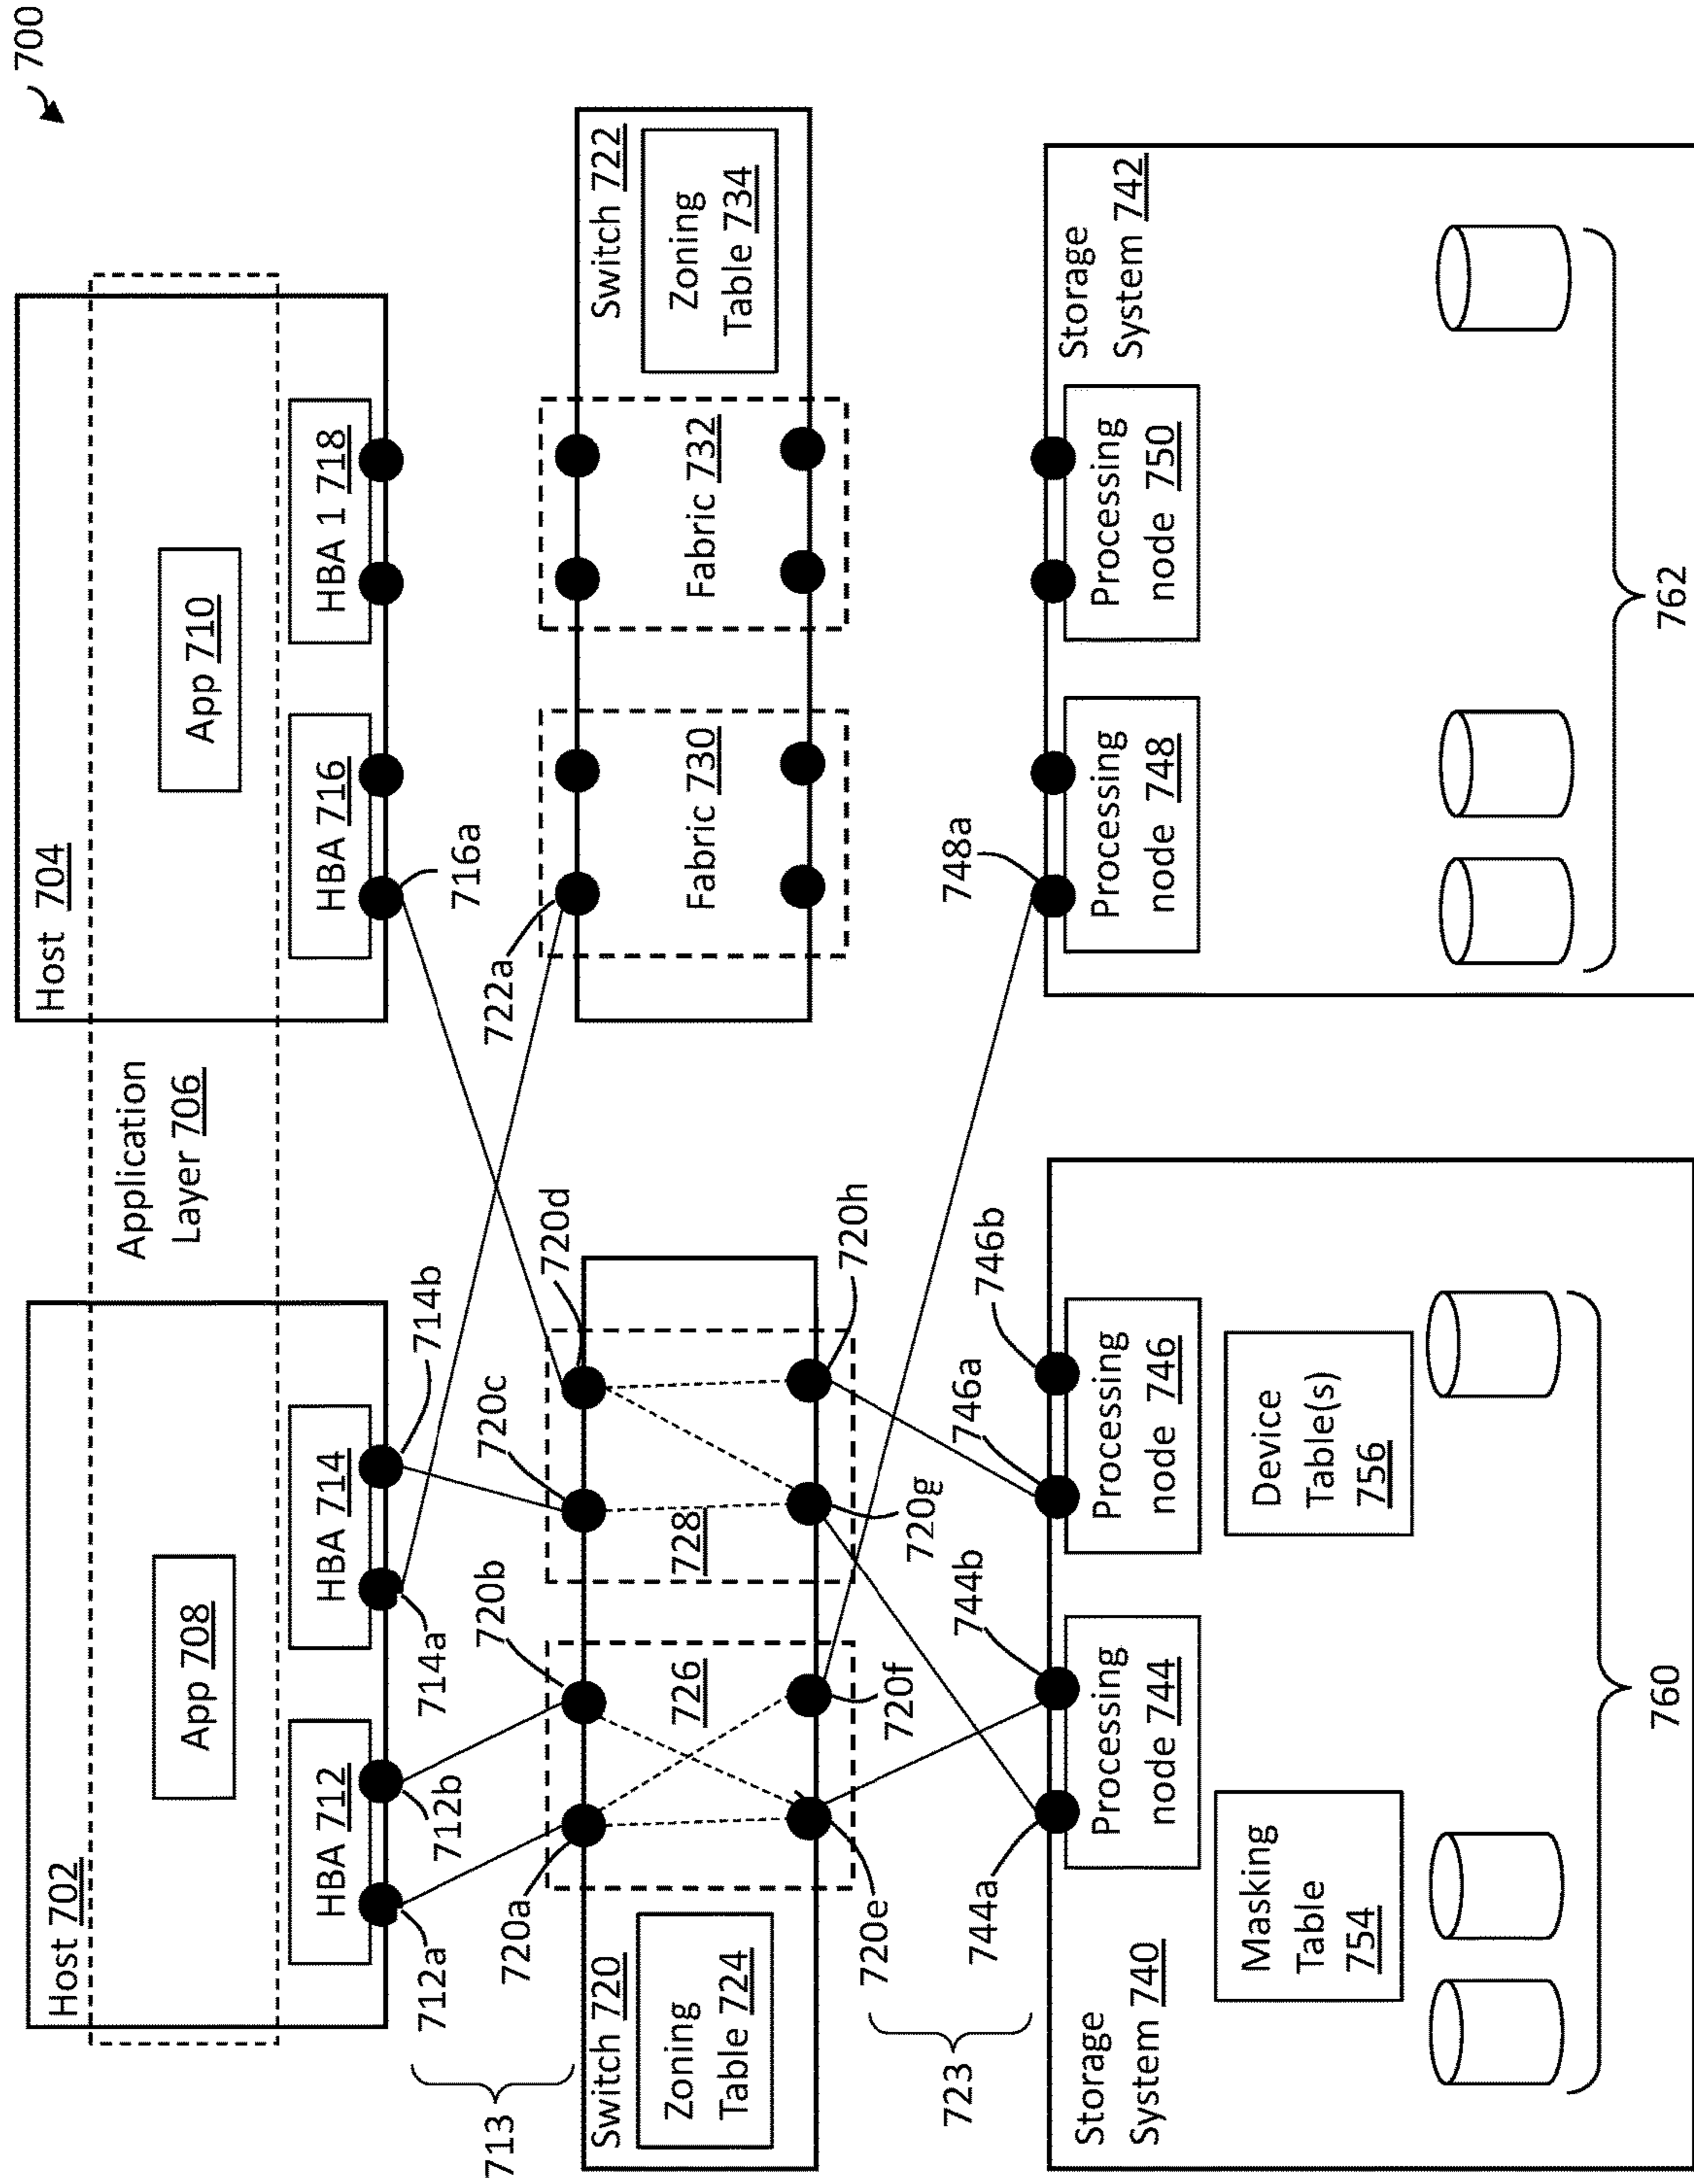 700
Host 702
Host 704
Application
Layer 706
App 708
App 710
HBA 712
HBA 714
HBA 716
HBA 1 718
712a
712b
714a
714b
716a
713
720a
720b
720c
720d
722a
Switch 720
Zoning
Table 724
726
728
Fabric 730
Fabric 732
Switch 722
Zoning
Table 734
720e
720f
720g
720h
723
744a
744b
746a
746b
748a
Storage
System 740
Processing
node 744
Processing
node 746
Masking
Table
754
Device
Table(s)
756
760
Processing
node 748
Processing
node 750
Storage
System 742
762